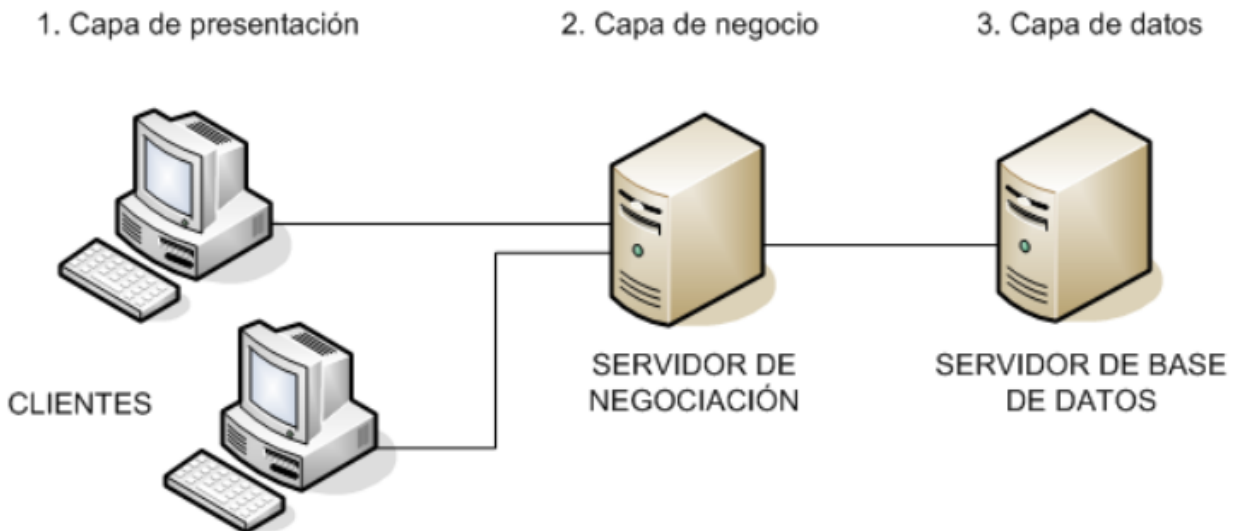 1. Capa de presentación
2. Capa de negocio
3. Capa de datos
CLIENTES
SERVIDOR DE
NEGOCIACIÓN
SERVIDOR DE BASE
DE DATOS